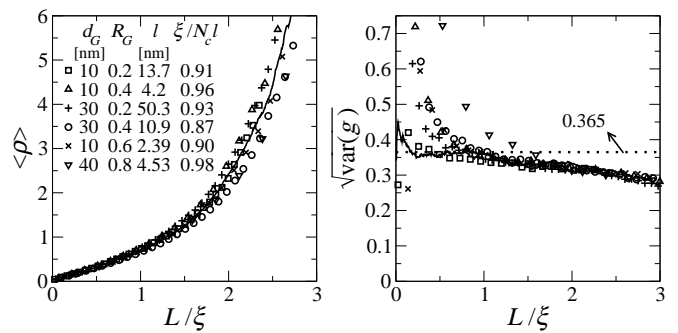 d_G R_G l ξ/N_c l
[nm] [nm]
10 0.2 13.7 0.91
10 0.4 4.2 0.96
30 0.2 50.3 0.93
30 0.4 10.9 0.87
10 0.6 2.39 0.90
40 0.8 4.53 0.98
6
5
4
3
2
1
0
<ρ>
0 1 2 3
L/ξ
0.7
0.6
0.5
0.4
0.3
0.2
0.1
0
√var(g)
0.365
0 1 2 3
L/ξ